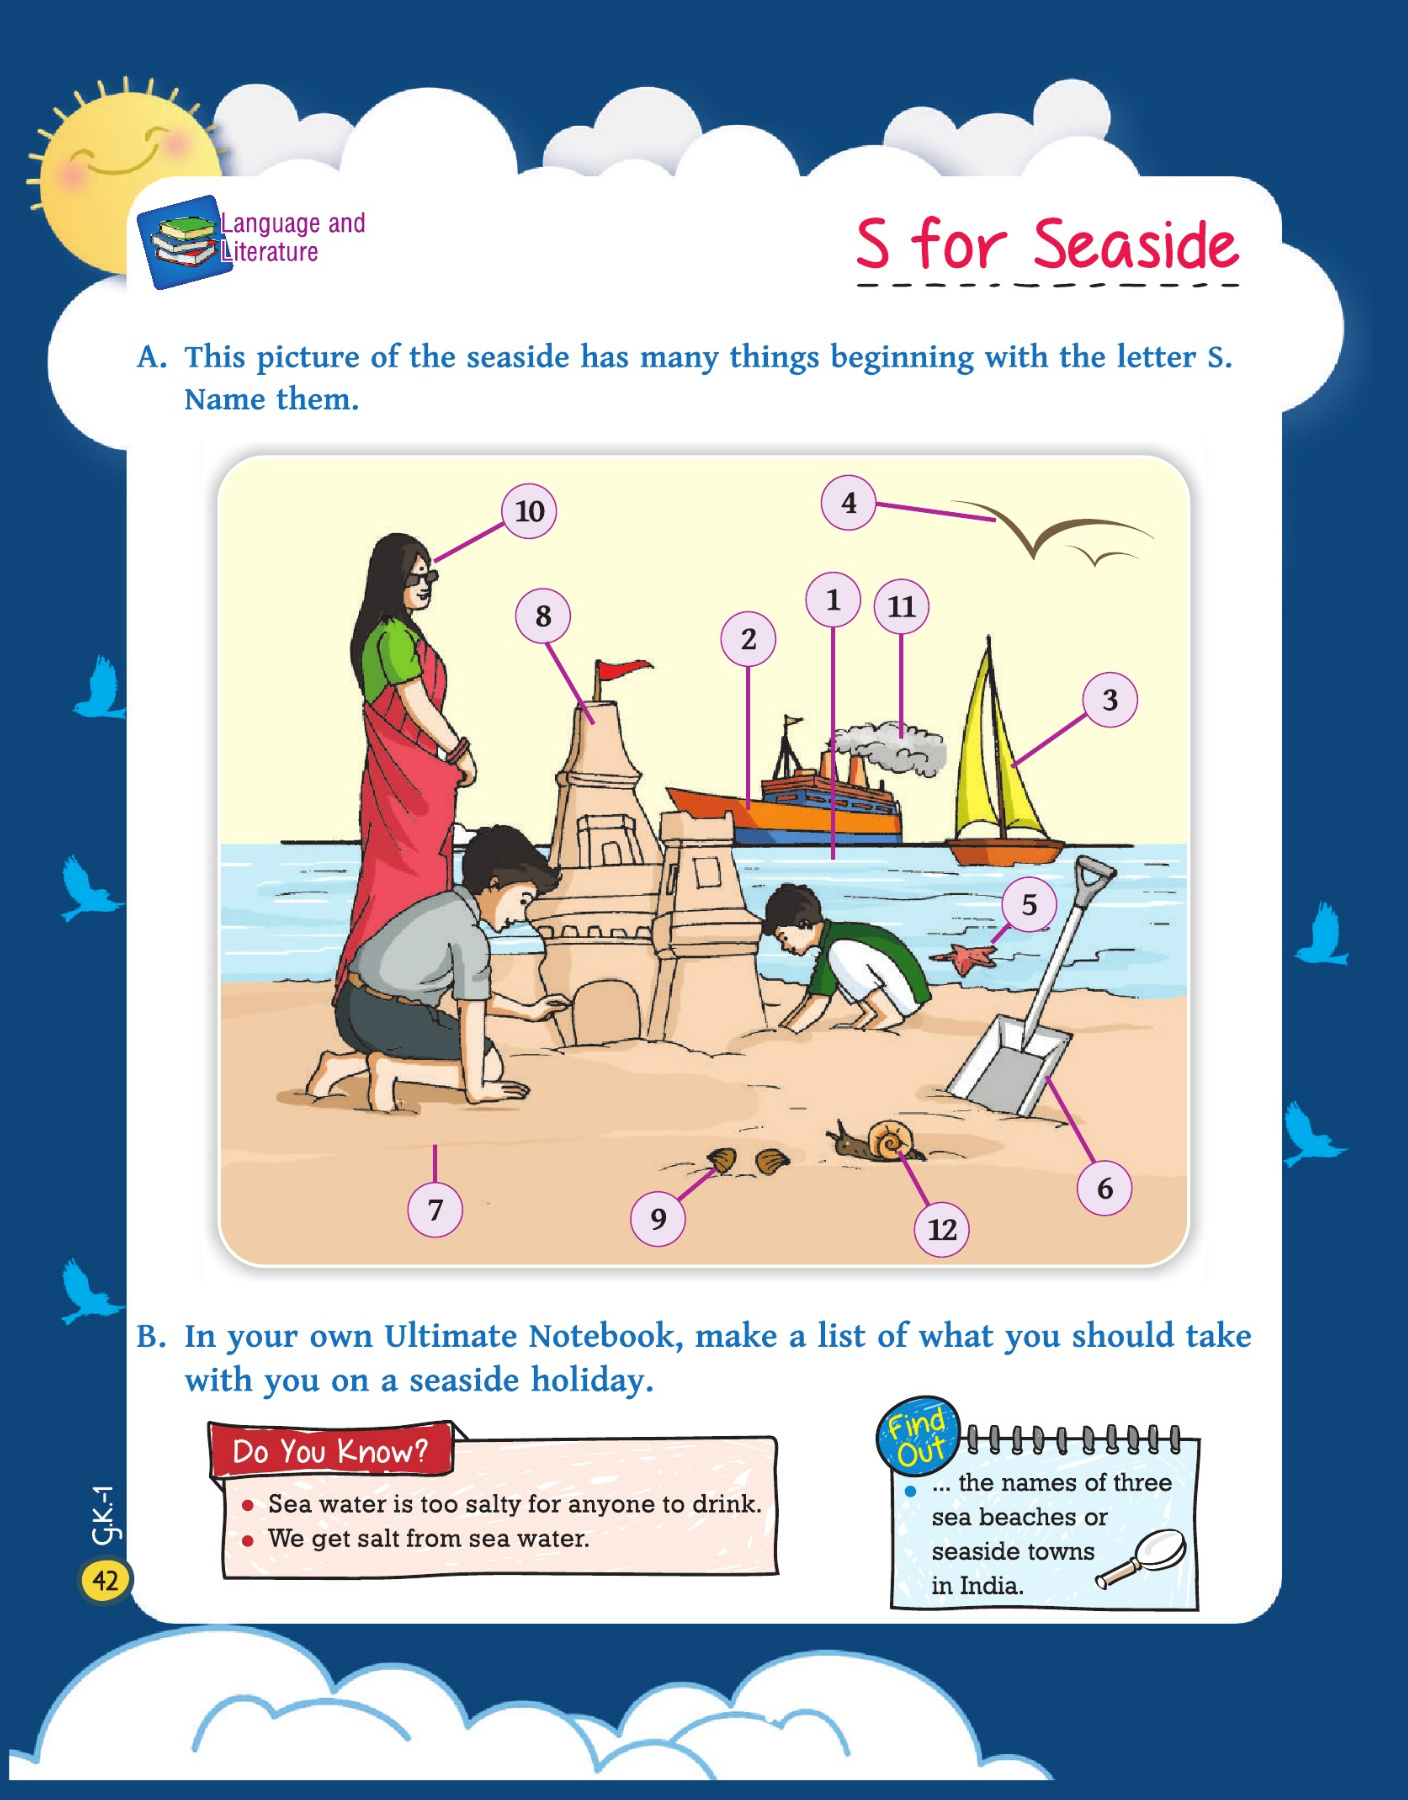 Language and
Literature
S for Seaside
A. This picture of the seaside has many things beginning with the letter S.
Name them.
10
4
8
1
11
2
3
5
7
9
12
6
B. In your own Ultimate Notebook, make a list of what you should take
with you on a seaside holiday.
Do You Know?
• Sea water is too salty for anyone to drink.
• We get salt from sea water.
Find
Out
• ... the names of three
sea beaches or
seaside towns
in India.
G.K.-1
42